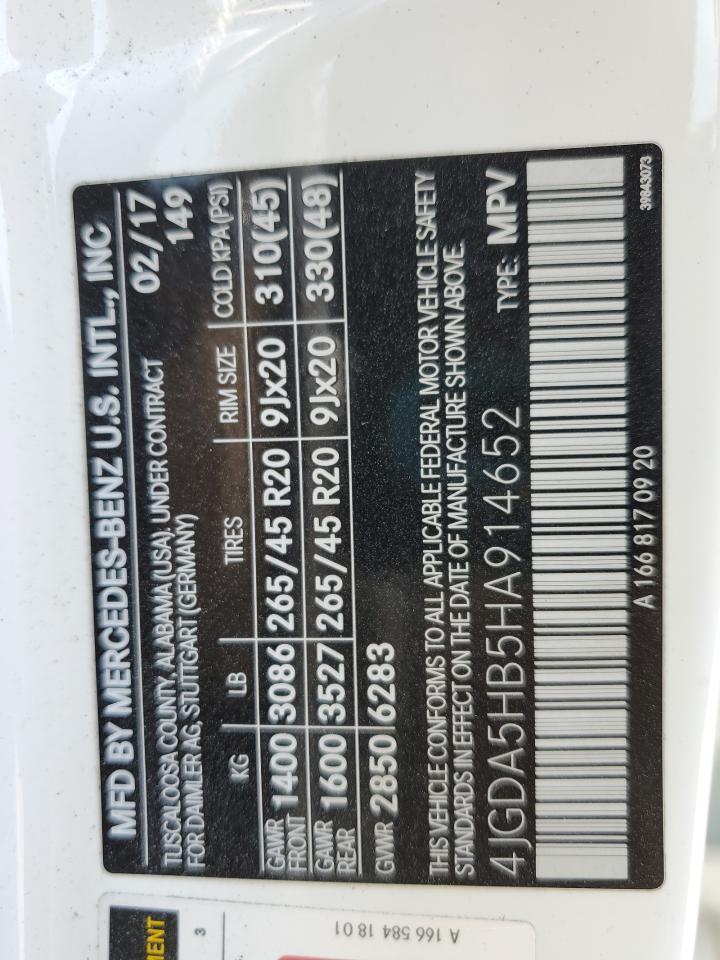 MFD BY MERCEDES-BENZ U.S. INTL., INC
TUSCALOOSA COUNTY, ALABAMA (USA), UNDER CONTRACT 02/17
FOR DAIMLER AG, STUTTGART (GERMANY) 149
KG LB TIRES RIM SIZE COLD KPA (PSI)
GAWR FRONT 1400 3086 265/45 R20 9Jx20 310(45)
GAWR REAR 1600 3527 265/45 R20 9Jx20 330(48)
GVWR 2850 6283
THIS VEHICLE CONFORMS TO ALL APPLICABLE FEDERAL MOTOR VEHICLE SAFETY
STANDARDS IN EFFECT ON THE DATE OF MANUFACTURE SHOWN ABOVE.
4JGDA5HB5HA914652 TYPE: MPV
A 166 817 09 20 39843073
MENT
3
A 166 584 18 01